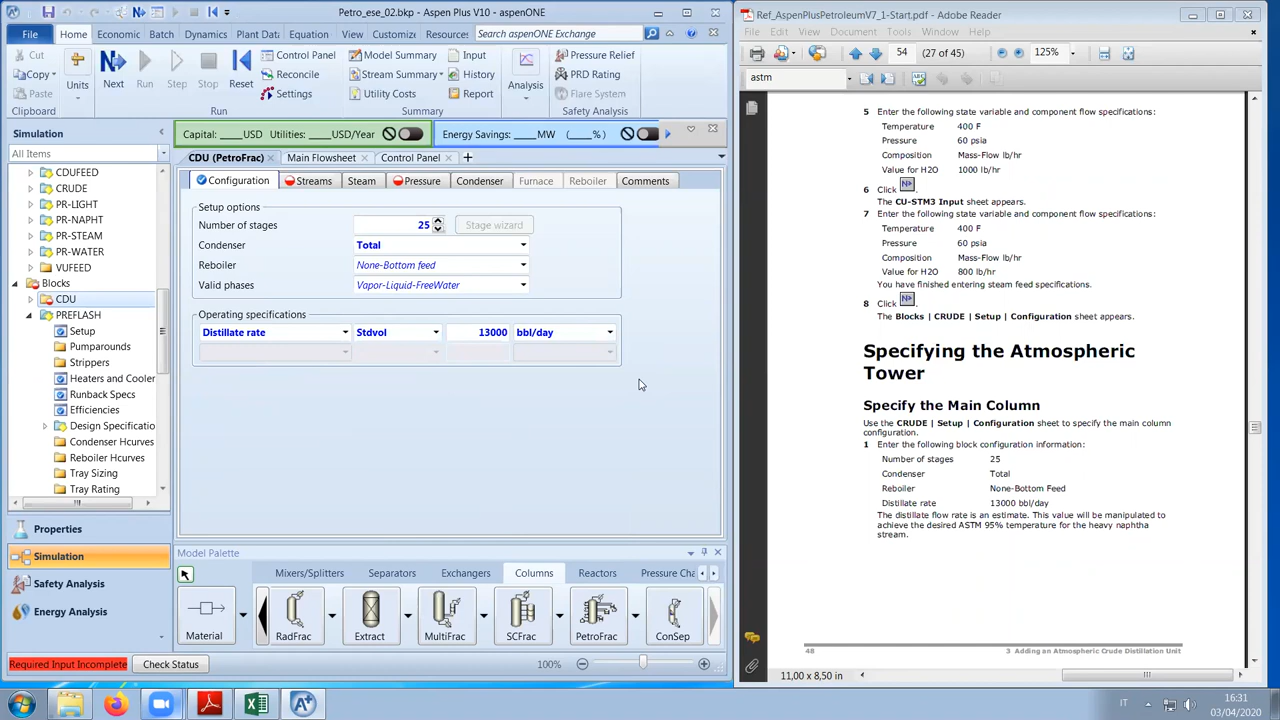 Petro_ese_02.bkp - Aspen Plus V10 - aspenONE
File
Home
Economic
Batch
Dynamics
Plant Data
Equation
View
Customize
Resources
Search aspenONE Exchange
Cut
Copy
Paste
Clipboard
Units
Next
Run
Step
Stop
Reset
Control Panel
Reconcile
Settings
Run
Model Summary
Input
Stream Summary
History
Utility Costs
Report
Summary
Analysis
Pressure Relief
PRD Rating
Flare System
Safety Analysis
Simulation
All Items
Capital: ____USD Utilities: ____USD/Year
Energy Savings: ____MW (____%)
CDU (PetroFrac)
Main Flowsheet
Control Panel
CDUFEED
CRUDE
PR-LIGHT
PR-NAPHT
PR-STEAM
PR-WATER
VUFEED
Blocks
CDU
PREFLASH
Setup
Pumparounds
Strippers
Heaters and Cooler
Runback Specs
Efficiencies
Design Specificatio
Condenser Hcurves
Reboiler Hcurves
Tray Sizing
Tray Rating
Properties
Simulation
Safety Analysis
Energy Analysis
Configuration
Streams
Steam
Pressure
Condenser
Furnace
Reboiler
Comments
Setup options
Number of stages 25 Stage wizard
Condenser Total
Reboiler None-Bottom feed
Valid phases Vapor-Liquid-FreeWater
Operating specifications
Distillate rate Stdvol 13000 bbl/day
Model Palette
Mixers/Splitters
Separators
Exchangers
Columns
Reactors
Pressure Cha
Material
RadFrac
Extract
MultiFrac
SCFrac
PetroFrac
ConSep
Required Input Incomplete
Check Status
100%
Ref_AspenPlusPetroleumV7_1-Start.pdf - Adobe Reader
File Edit View Document Tools Window Help
54 (27 of 45) 125%
astm
5 Enter the following state variable and component flow specifications:
Temperature 400 F
Pressure 60 psia
Composition Mass-Flow lb/hr
Value for H2O 1000 lb/hr
6 Click N> .
The CU-STM3 Input sheet appears.
7 Enter the following state variable and component flow specifications:
Temperature 400 F
Pressure 60 psia
Composition Mass-Flow lb/hr
Value for H2O 800 lb/hr
You have finished entering steam feed specifications.
8 Click N> .
The Blocks | CRUDE | Setup | Configuration sheet appears.
Specifying the Atmospheric
Tower
Specify the Main Column
Use the CRUDE | Setup | Configuration sheet to specify the main column
configuration.
1 Enter the following block configuration information:
Number of stages 25
Condenser Total
Reboiler None-Bottom Feed
Distillate rate 13000 bbl/day
The distillate flow rate is an estimate. This value will be manipulated to
achieve the desired ASTM 95% temperature for the heavy naphtha
stream.
48 3 Adding an Atmospheric Crude Distillation Unit
11,00 x 8,50 in
IT
16:31
03/04/2020